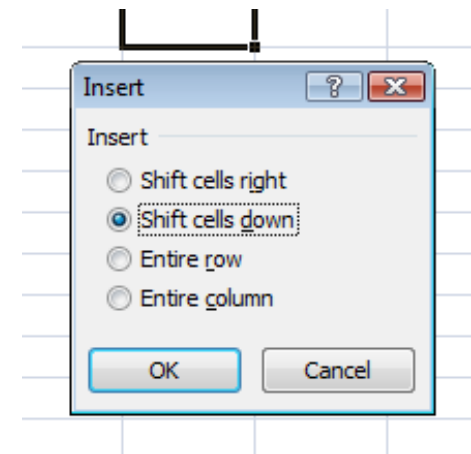 Insert
Insert
Shift cells right
Shift cells down
Entire row
Entire column
OK Cancel